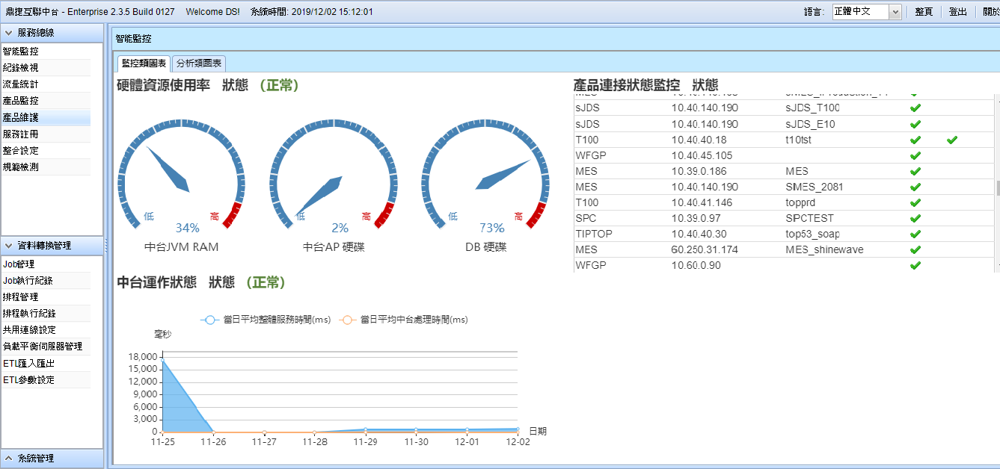 鼎捷互聯中台 - Enterprise 2.3.5 Build 0127 Welcome DS! 系統時間: 2019/12/02 15:12:01 語言: 正體中文 整頁 登出 關於
服務總線
智能監控
紀錄檢視
流量統計
產品監控
產品維護
服務註冊
整合設定
規範檢測
資料轉換管理
Job管理
Job執行紀錄
排程管理
排程執行紀錄
共用連線設定
負載平衡伺服器管理
ETL匯入匯出
ETL參數設定
系統管理
智能監控
監控類圖表 分析類圖表
硬體資源使用率 狀態 (正常)
低 34% 高
中台JVM RAM
低 2% 高
中台AP 硬碟
低 73% 高
DB 硬碟
產品連接狀態監控 狀態
sJDS 10.40.140.190 sJDS_T100
sJDS 10.40.140.190 sJDS_E10
T100 10.40.40.18 t10tst
WFGP 10.40.45.105
MES 10.39.0.186 MES
MES 10.40.140.190 SMES_2081
T100 10.40.41.146 topprd
SPC 10.39.0.97 SPCTEST
TIPTOP 10.40.40.30 top53_soap
MES 60.250.31.174 MES_shinewave
WFGP 10.60.0.90
中台運作狀態 狀態 (正常)
當日平均整體服務時間(ms) 當日平均中台處理時間(ms)
毫秒
18,000
15,000
12,000
9,000
6,000
3,000
0
11-25 11-26 11-27 11-28 11-29 11-30 12-01 12-02
日期